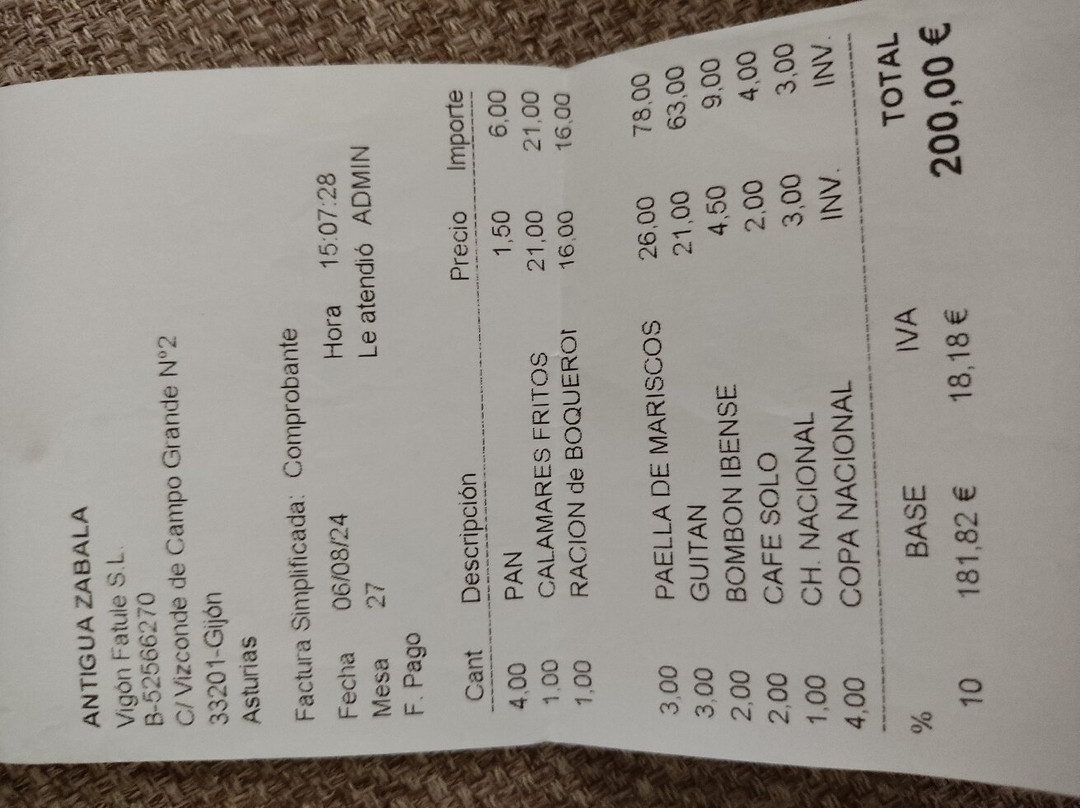 ANTIGUA ZABALA
Vigón Fatule S.L.
B-52566270
C/ Vizconde de Campo Grande Nº2
33201-Gijón
Asturias
Factura Simplificada: Comprobante
Fecha 06/08/24 Hora 15:07:28
Mesa 27 Le atendió ADMIN
F. Pago
Cant Descripción Precio Importe
4,00 PAN 1,50 6,00
1,00 CALAMARES FRITOS 21,00 21,00
1,00 RACION de BOQUEROI 16,00 16,00
3,00 PAELLA DE MARISCOS 26,00 78,00
3,00 GUITAN 21,00 63,00
2,00 BOMBON IBENSE 4,50 9,00
2,00 CAFE SOLO 2,00 4,00
1,00 CH. NACIONAL 3,00 3,00
4,00 COPA NACIONAL INV. INV.
% BASE IVA TOTAL
10 181,82 € 18,18 € 200,00 €